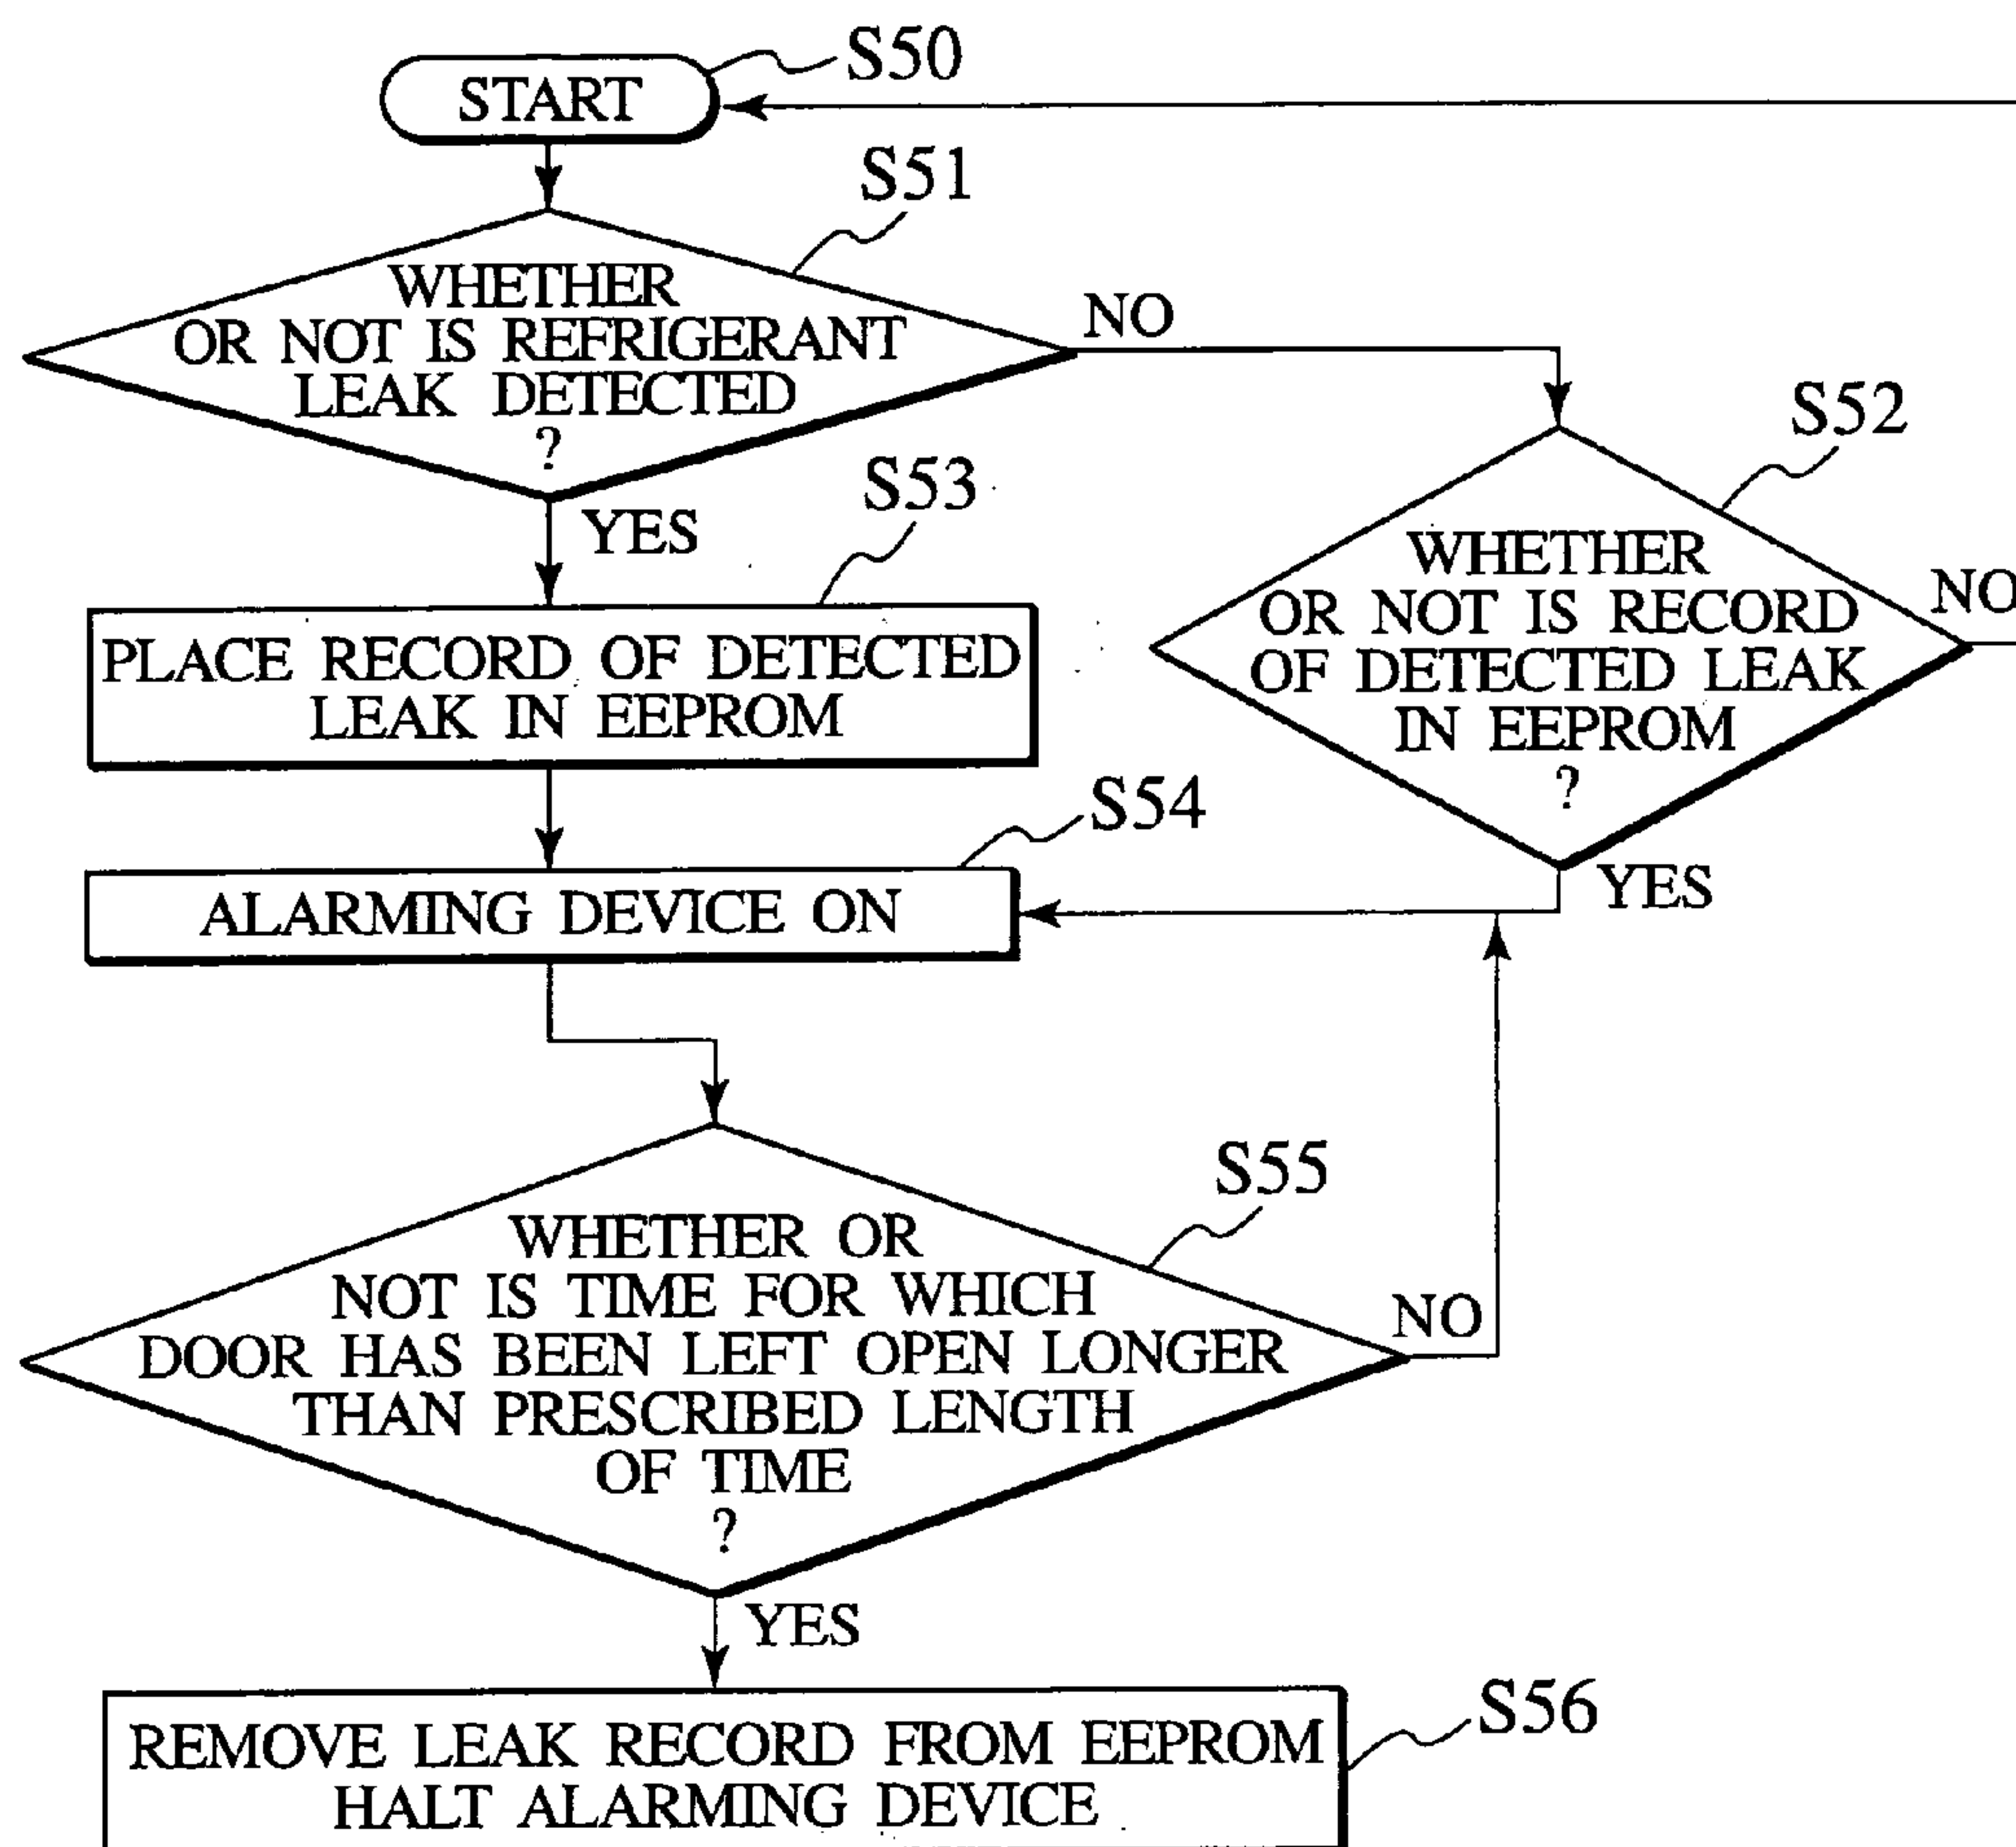 START
S50
S51
WHETHER
OR NOT IS REFRIGERANT
LEAK DETECTED
?
NO
YES
S52
WHETHER
OR NOT IS RECORD
OF DETECTED LEAK
IN EEPROM
?
NO
YES
S53
PLACE RECORD OF DETECTED
LEAK IN EEPROM
S54
ALARMING DEVICE ON
S55
WHETHER OR
NOT IS TIME FOR WHICH
DOOR HAS BEEN LEFT OPEN LONGER
THAN PRESCRIBED LENGTH
OF TIME
?
NO
YES
S56
REMOVE LEAK RECORD FROM EEPROM
HALT ALARMING DEVICE